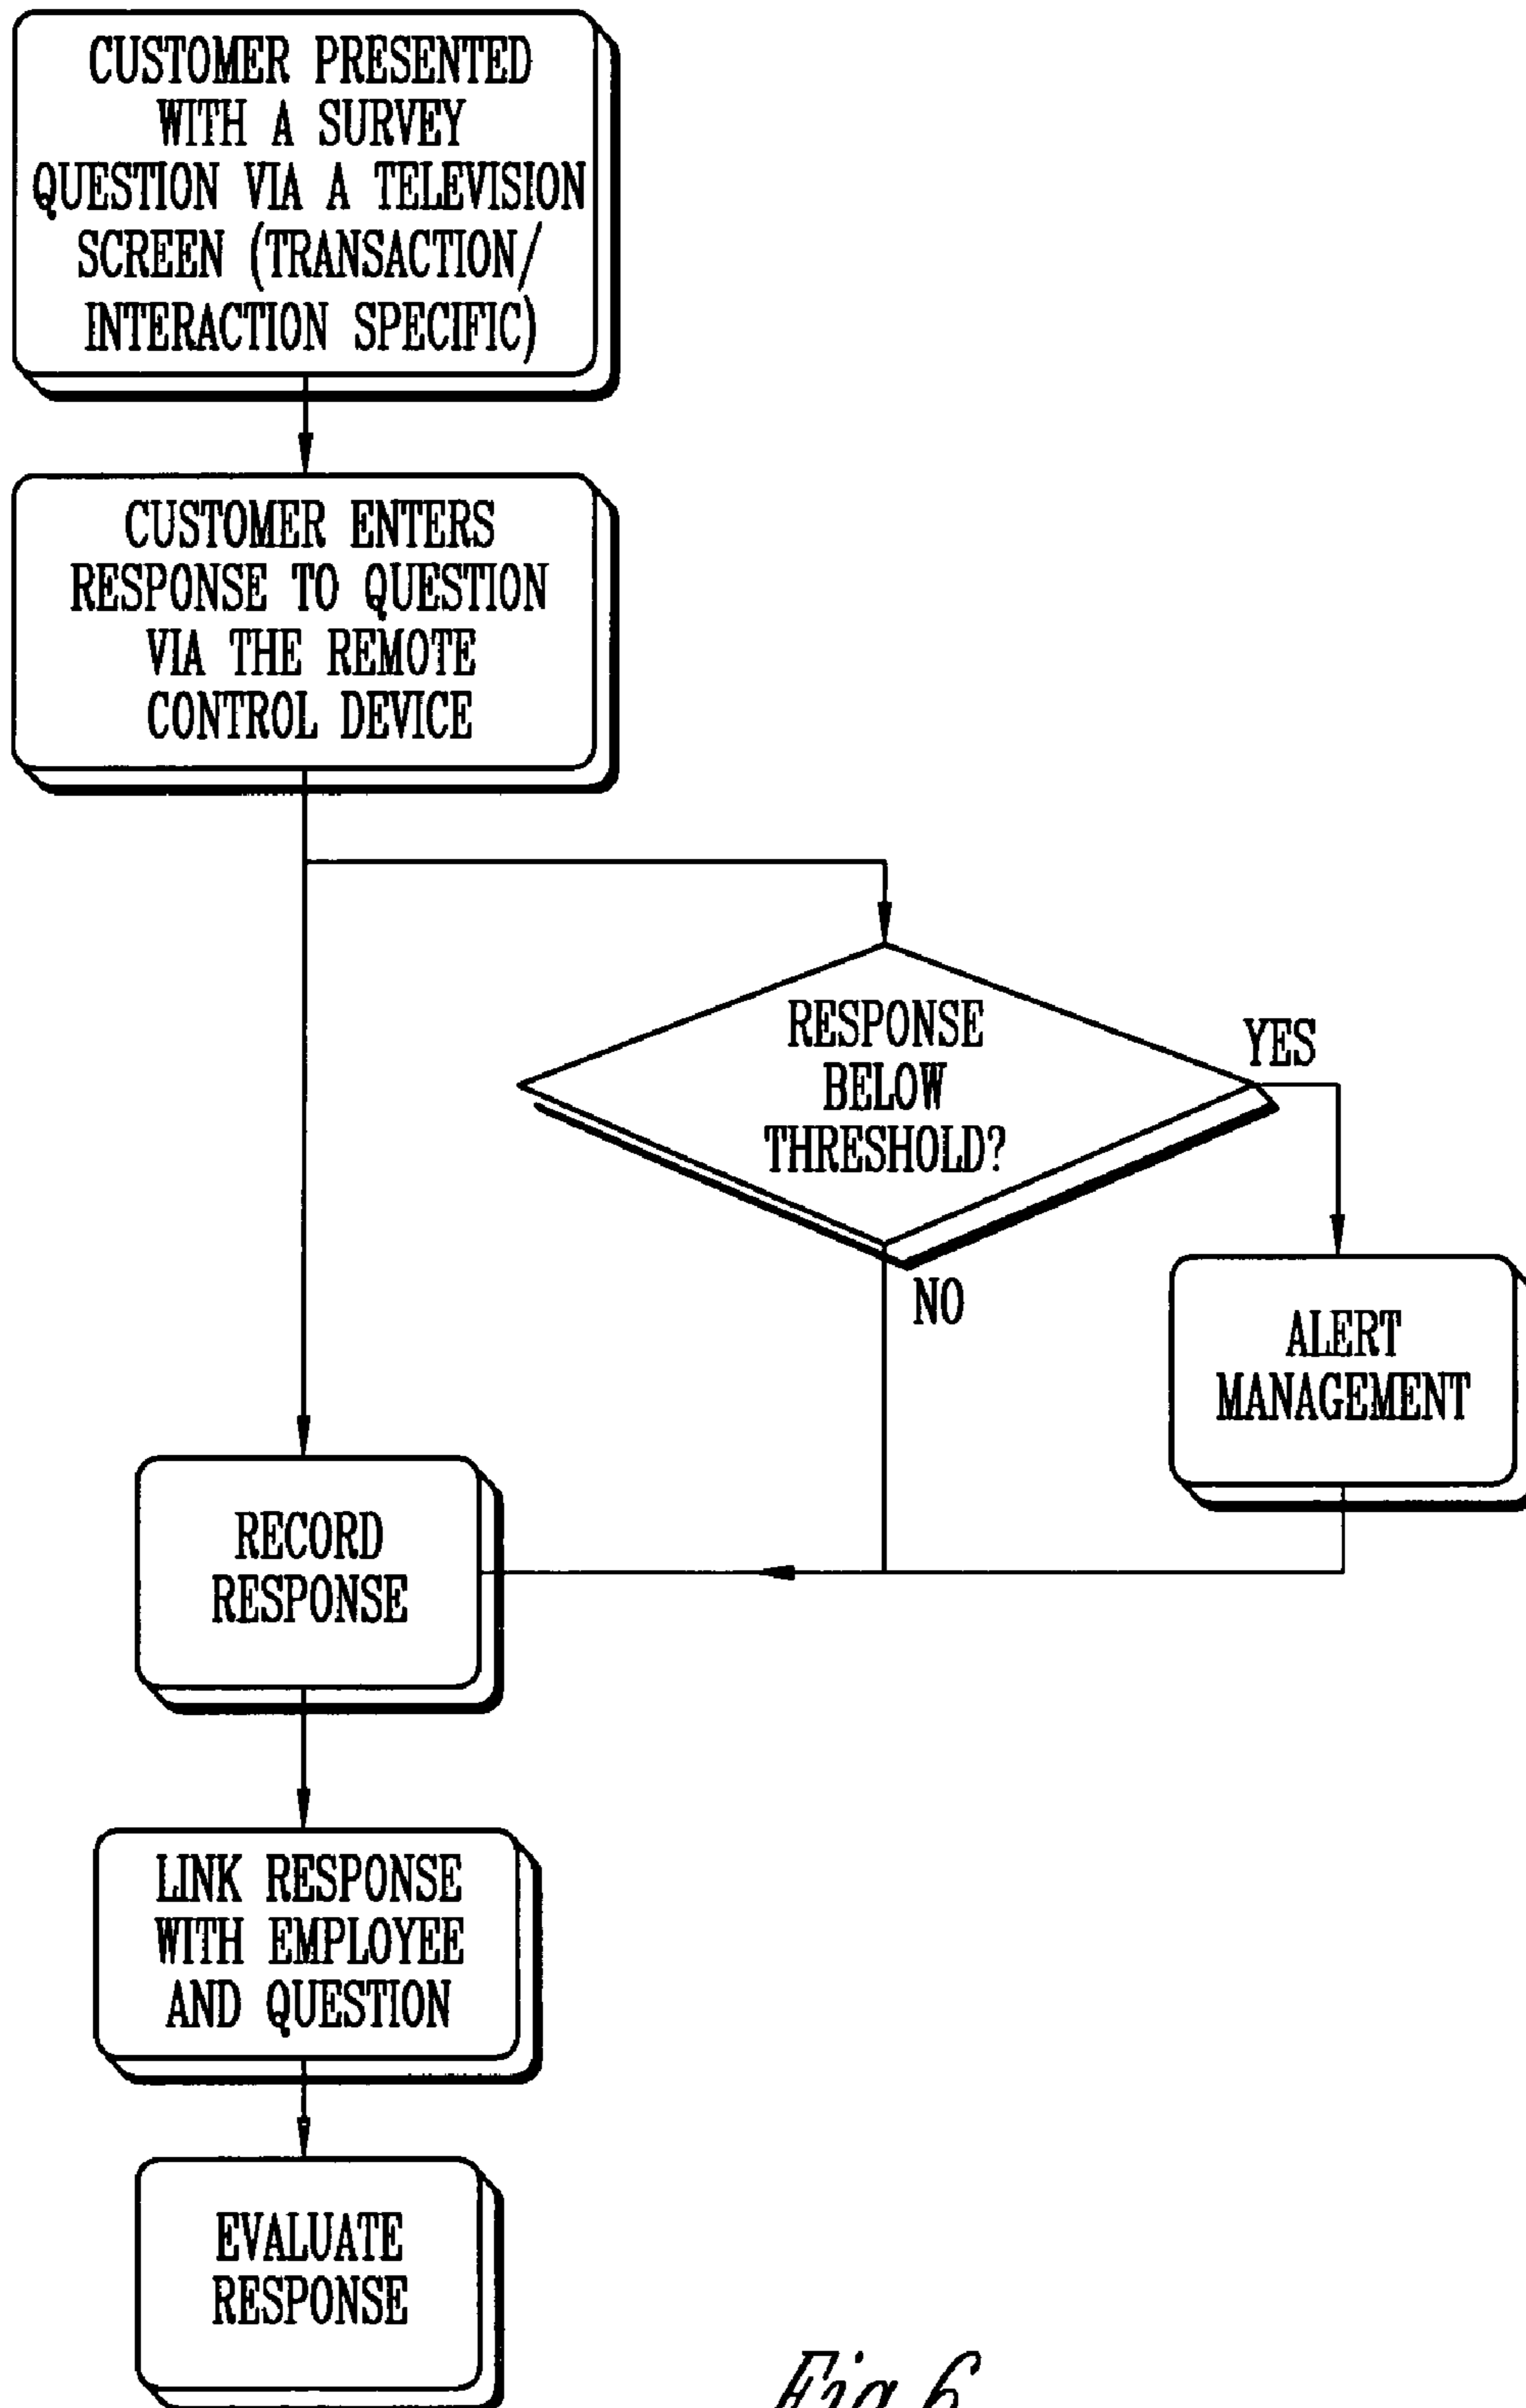 CUSTOMER PRESENTED
WITH A SURVEY
QUESTION VIA A TELEVISION
SCREEN (TRANSACTION/
INTERACTION SPECIFIC)
CUSTOMER ENTERS
RESPONSE TO QUESTION
VIA THE REMOTE
CONTROL DEVICE
RESPONSE
BELOW
THRESHOLD?
YES
NO
ALERT
MANAGEMENT
RECORD
RESPONSE
LINK RESPONSE
WITH EMPLOYEE
AND QUESTION
EVALUATE
RESPONSE
Fig. 6